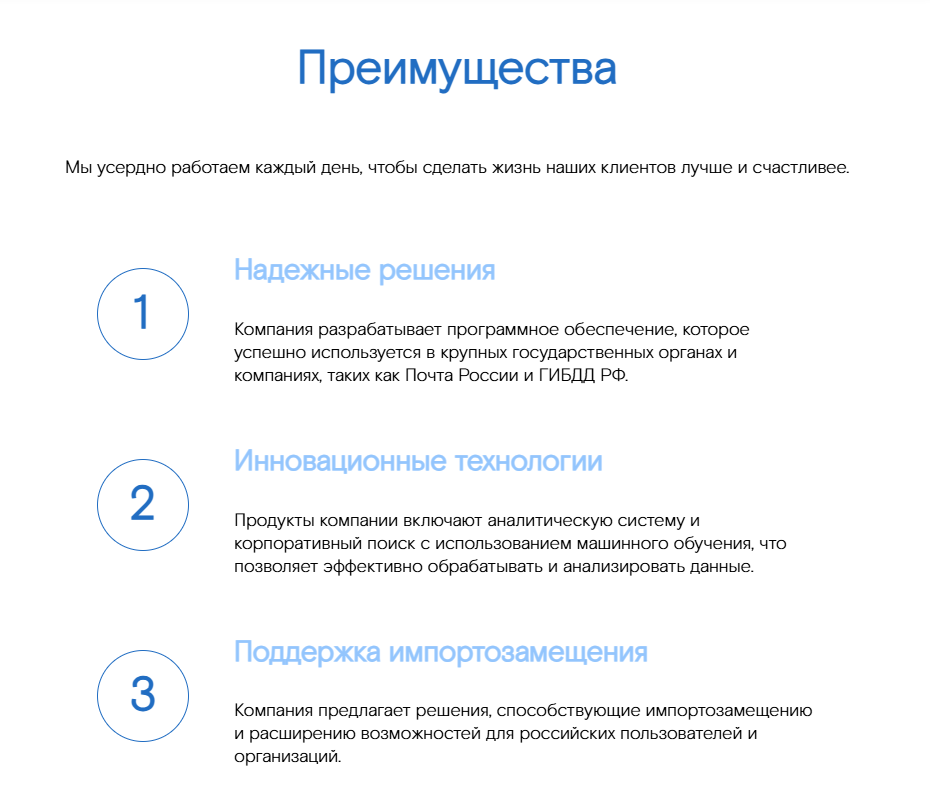 Преимущества
Мы усердно работаем каждый день, чтобы сделать жизнь наших клиентов лучше и счастливее.
1
Надежные решения
Компания разрабатывает программное обеспечение, которое
успешно используется в крупных государственных органах и
компаниях, таких как Почта России и ГИБДД РФ.
2
Инновационные технологии
Продукты компании включают аналитическую систему и
корпоративный поиск с использованием машинного обучения, что
позволяет эффективно обрабатывать и анализировать данные.
3
Поддержка импортозамещения
Компания предлагает решения, способствующие импортозамещению
и расширению возможностей для российских пользователей и
организаций.